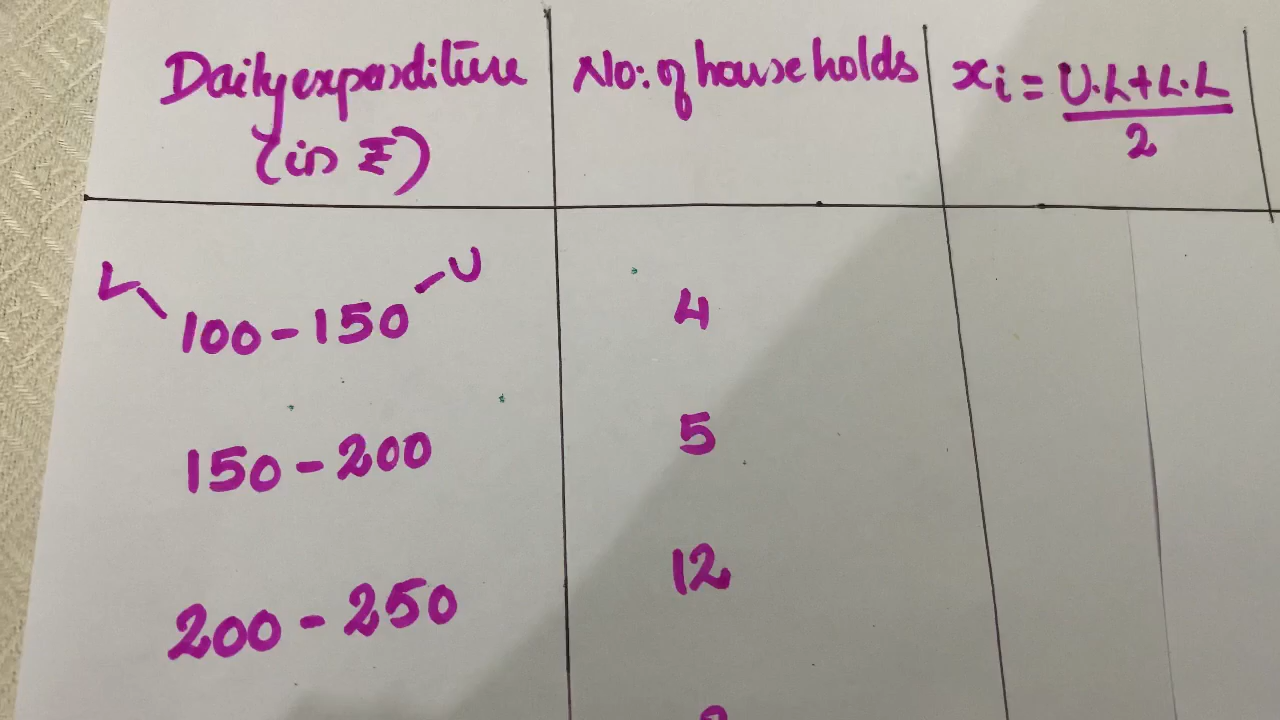 Daily expenditure No: of households xi = U.L+L.L
(in ₹) 2
L U
100-150 4
150-200 5
200-250 12